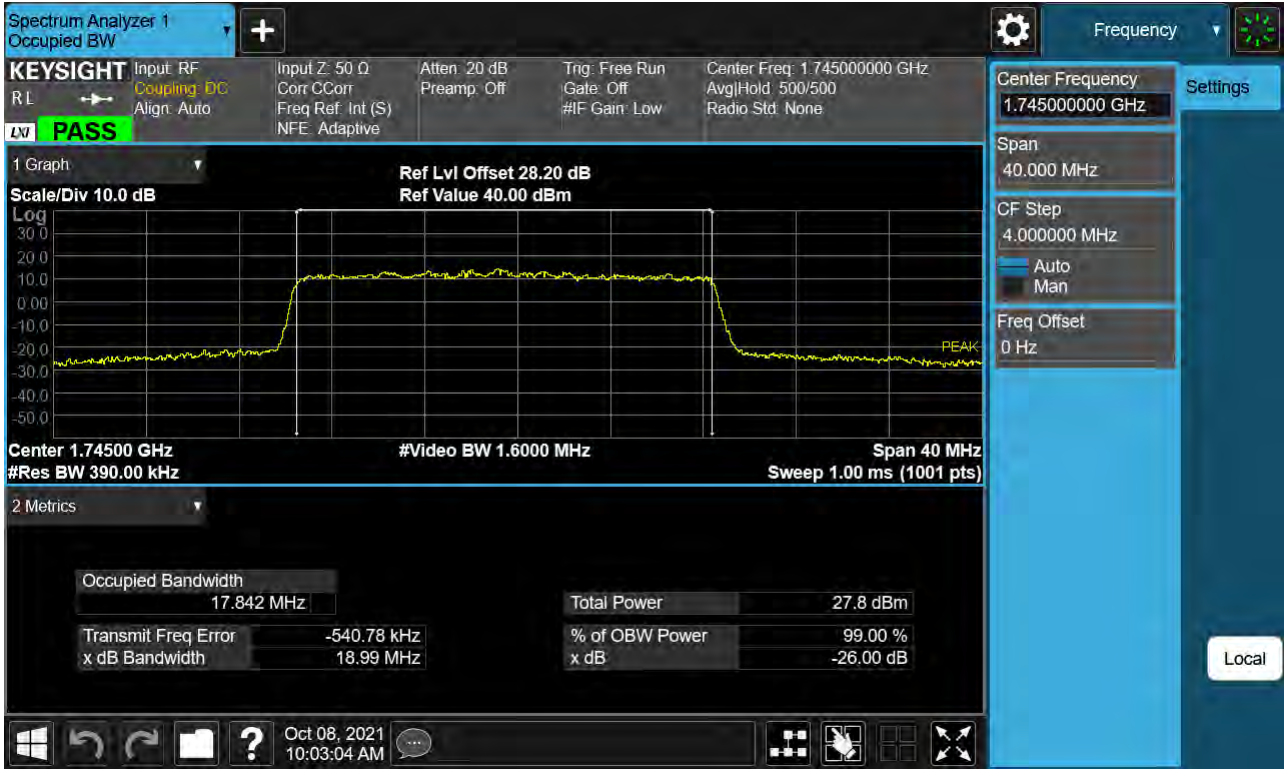 Spectrum Analyzer 1
Occupied BW
Frequency
KEYSIGHT
RL
LXI
PASS
Input: RF
Coupling: DC
Align: Auto
Input Z: 50 Ω
Corr CCorr
Freq Ref: Int (S)
NFE: Adaptive
Atten: 20 dB
Preamp: Off
Trig: Free Run
Gate: Off
#IF Gain: Low
Center Freq: 1.745000000 GHz
Avg|Hold: 500/500
Radio Std: None
Center Frequency
1.745000000 GHz
Settings
Span
40.000 MHz
CF Step
4.000000 MHz
Auto
Man
Freq Offset
0 Hz
Local
1 Graph
Scale/Div 10.0 dB
Ref Lvl Offset 28.20 dB
Ref Value 40.00 dBm
Log
30.0
20.0
10.0
0.00
-10.0
-20.0
-30.0
-40.0
-50.0
PEAK
Center 1.74500 GHz
#Video BW 1.6000 MHz
Span 40 MHz
#Res BW 390.00 kHz
Sweep 1.00 ms (1001 pts)
2 Metrics
Occupied Bandwidth
17.842 MHz
Total Power 27.8 dBm
Transmit Freq Error -540.78 kHz
% of OBW Power 99.00 %
x dB Bandwidth 18.99 MHz
x dB -26.00 dB
?
Oct 08, 2021
10:03:04 AM